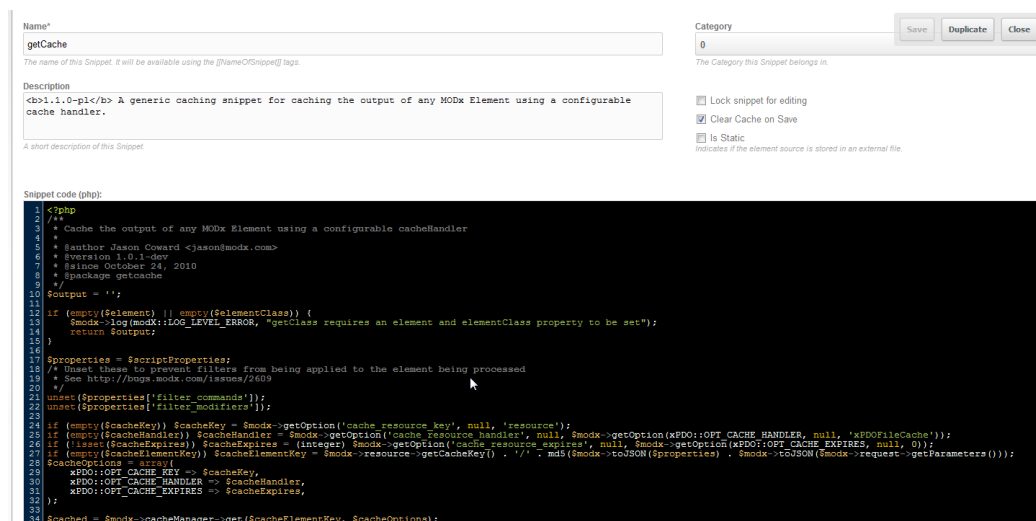 Name*
getCache
The name of this Snippet. It will be available using the [[NameOfSnippet]] tags.
Category
{}
The Category this Snippet belongs in.
Save
Duplicate
Close
Description
<b>1.1.0-pl</b> A generic caching snippet for caching the output of any MODx Element using a configurable
cache handler.
A short description of this Snippet.
Lock snippet for editing
Clear Cache on Save
Is Static
Indicates if the element source is stored in an external file.
Snippet code (php):
1 <?php
2 /**
3 * Cache the output of any MODx Element using a configurable cacheHandler
4 *
5 * @author Jason Coward <jason@modx.com>
6 * @version 1.0.1-dev
7 * @since October 24, 2010
8 * @package getcache
9 */
10 $output = '';
11
12 if (empty($element) || empty($elementClass)) {
13 $modx->log(modX::LOG_LEVEL_ERROR, "getClass requires an element and elementClass property to be set");
14 return $output;
15 }
16
17 $properties = $scriptProperties;
18 /* Unset these to prevent filters from being applied to the element being processed
19 * See http://bugs.modx.com/issues/2609
20 */
21 unset($properties['filter_commands']);
22 unset($properties['filter_modifiers']);
23
24 if (empty($cacheKey)) $cacheKey = $modx->getOption('cache_resource_key', null, 'resource');
25 if (empty($cacheHandler)) $cacheHandler = $modx->getOption('cache_resource_handler', null, $modx->getOption(xPDO::OPT_CACHE_HANDLER, null, 'xPDOFileCache'));
26 if (!isset($cacheExpires)) $cacheExpires = (integer) $modx->getOption('cache_resource_expires', null, $modx->getOption(xPDO::OPT_CACHE_EXPIRES, null, 0));
27 if (empty($cacheElementKey)) $cacheElementKey = $modx->resource->getCacheKey() . '/' . md5($modx->toJSON($properties) . $modx->toJSON($modx->request->getParameters()));
28 $cacheOptions = array(
29 xPDO::OPT_CACHE_KEY => $cacheKey,
30 xPDO::OPT_CACHE_HANDLER => $cacheHandler,
31 xPDO::OPT_CACHE_EXPIRES => $cacheExpires,
32 );
33
34 $cached = $modx->cacheManager->get($cacheElementKey, $cacheOptions);